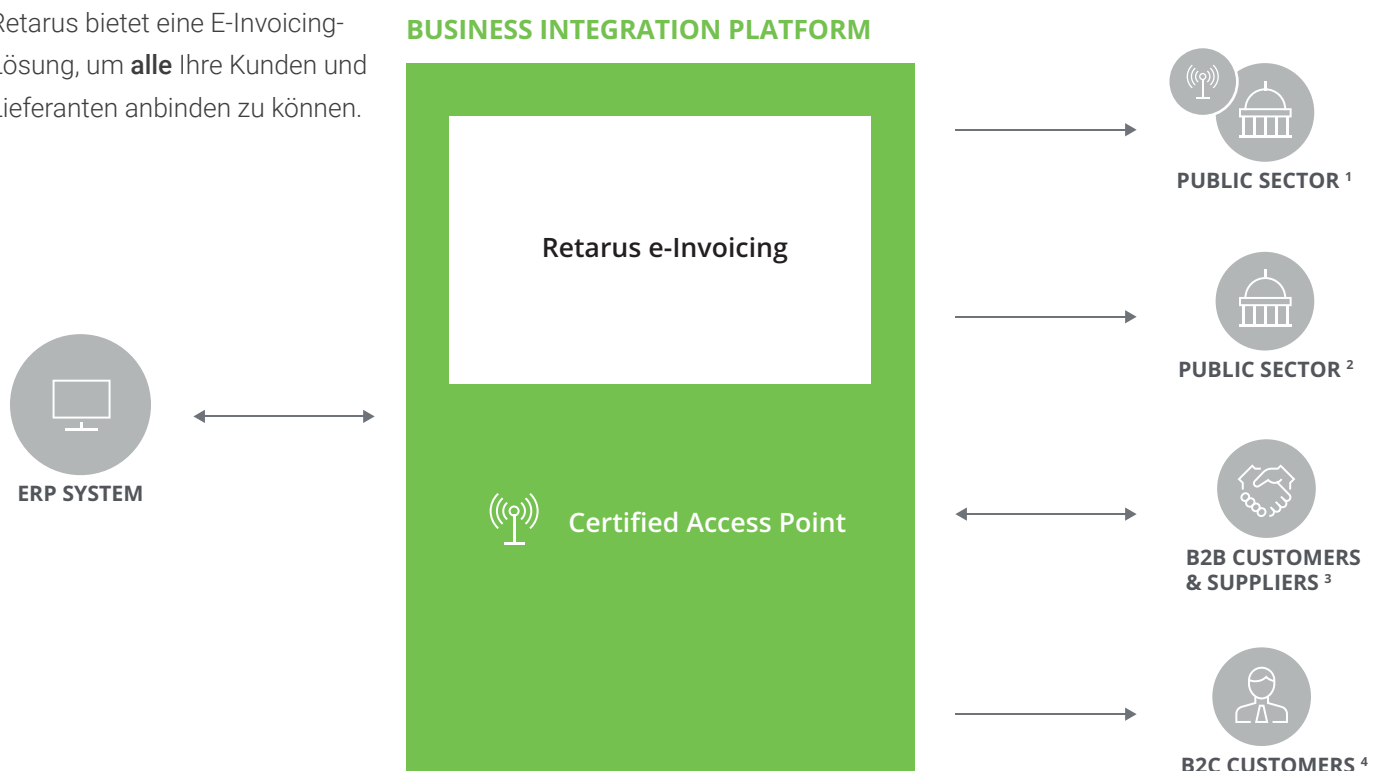 Retarus bietet eine E-Invoicing-
Lösung, um alle Ihre Kunden und
Lieferanten anbinden zu können.
BUSINESS INTEGRATION PLATFORM
Retarus e-Invoicing
Certified Access Point
ERP SYSTEM
PUBLIC SECTOR ¹
PUBLIC SECTOR ²
B2B CUSTOMERS
& SUPPLIERS ³
B2C CUSTOMERS ⁴